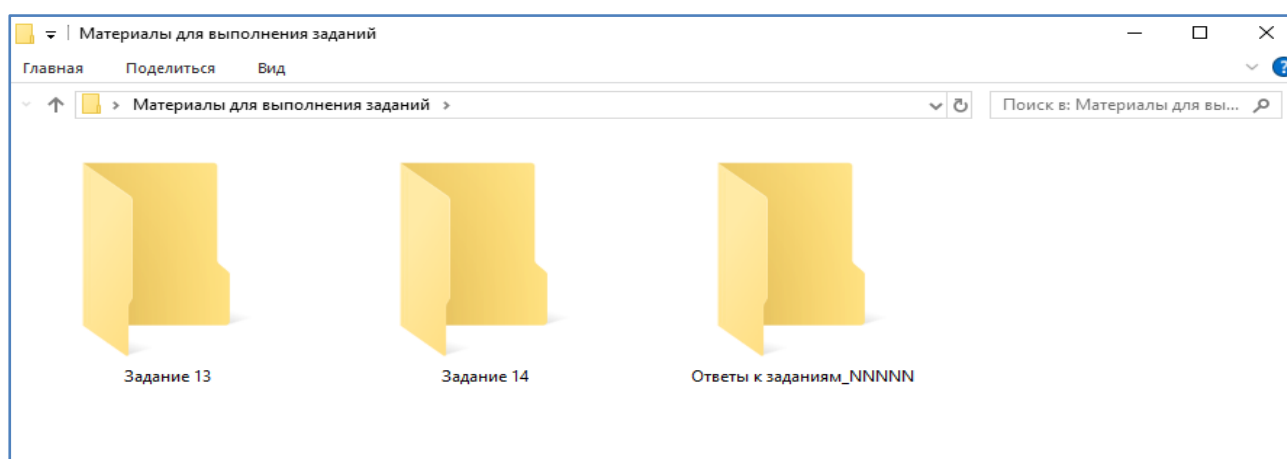 Материалы для выполнения заданий
Главная Поделиться Вид
?
Материалы для выполнения заданий
Поиск в: Материалы для вы...
Задание 13
Задание 14
Ответы к заданиям_NNNNN